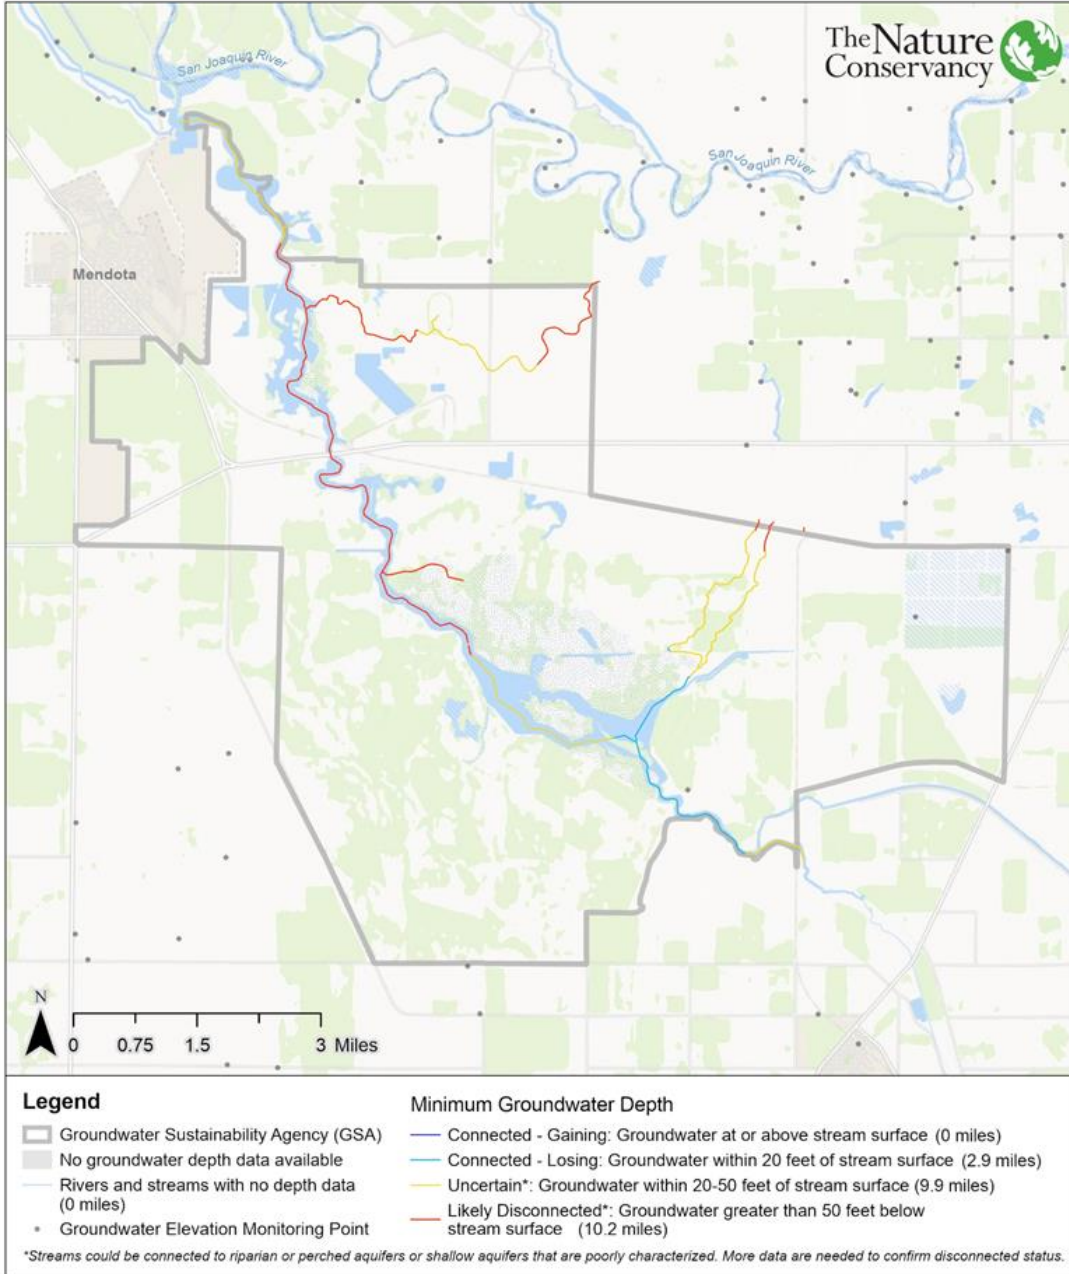 The Nature
Conservancy
San Joaquin River
San Joaquin River
Mendota
N
0 0.75 1.5 3 Miles
Legend
Groundwater Sustainability Agency (GSA)
No groundwater depth data available
Rivers and streams with no depth data
(0 miles)
Groundwater Elevation Monitoring Point
Minimum Groundwater Depth
Connected - Gaining: Groundwater at or above stream surface (0 miles)
Connected - Losing: Groundwater within 20 feet of stream surface (2.9 miles)
Uncertain*: Groundwater within 20-50 feet of stream surface (9.9 miles)
Likely Disconnected*: Groundwater greater than 50 feet below
stream surface (10.2 miles)
*Streams could be connected to riparian or perched aquifers or shallow aquifers that are poorly characterized. More data are needed to confirm disconnected status.